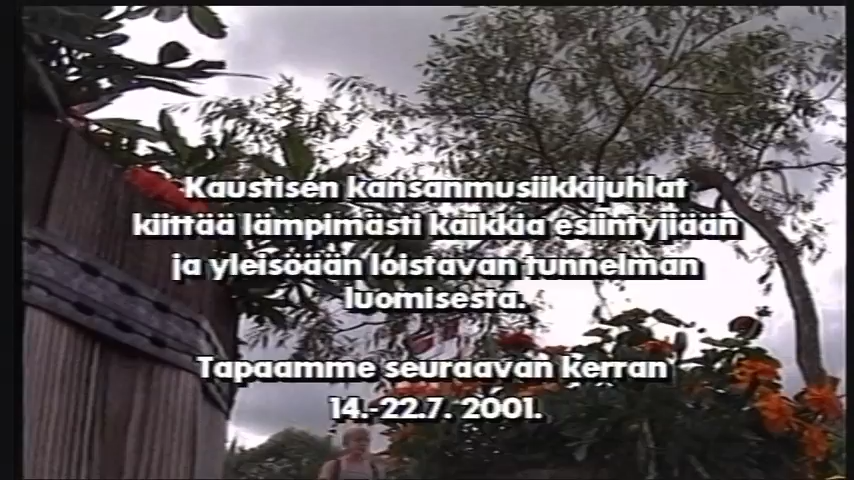 Kaustisen kansanmusiikkijuhlat
kiittää lämpimästi kaikkia esiintyjiään
ja yleisöään loistavan tunnelman
luomisesta.
Tapaamme seuraavan kerran
14.-22.7. 2001.